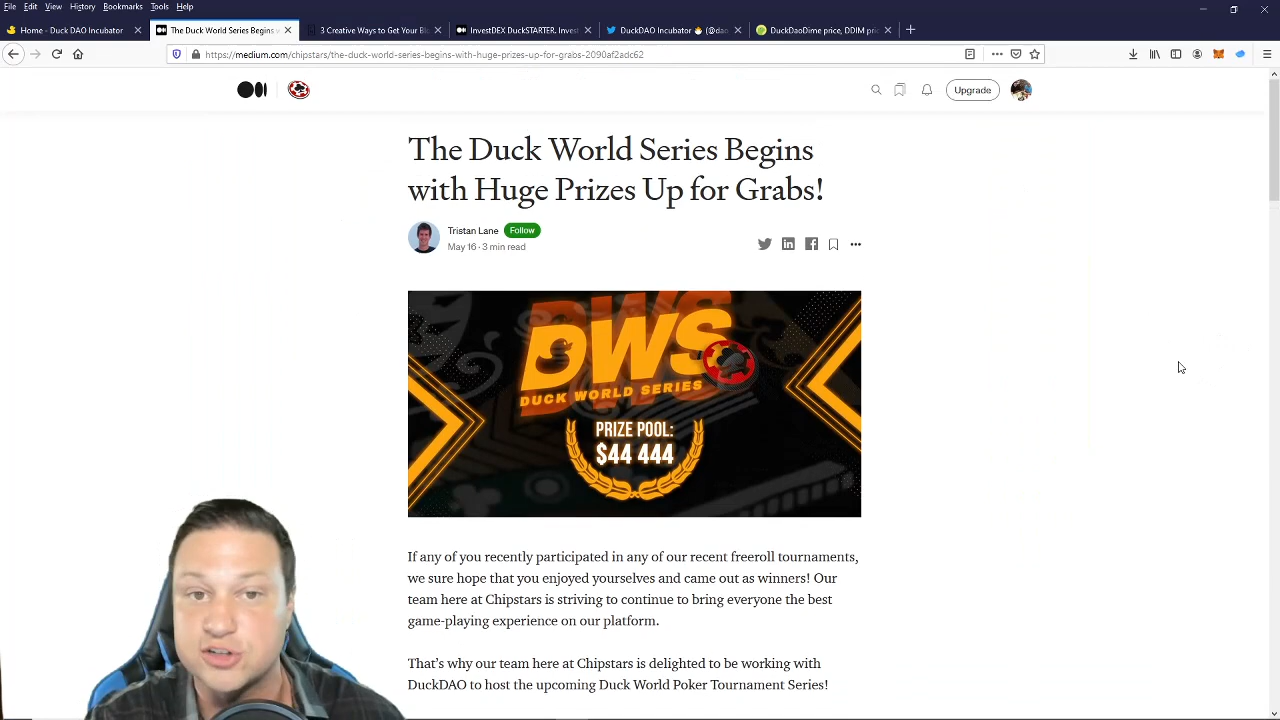 File Edit View History Bookmarks Tools Help
Home - Duck DAO Incubator
The Duck World Series Begins w
3 Creative Ways to Get Your Blo
InvestDEX DuckSTARTER. Invest
DuckDAO Incubator 🐣 (@dao
DuckDaoDime price, DDIM pric
https://medium.com/chipstars/the-duck-world-series-begins-with-huge-prizes-up-for-grabs-2090af2adc62
Upgrade
The Duck World Series Begins
with Huge Prizes Up for Grabs!
Tristan Lane Follow
May 16 · 3 min read
DWS
DUCK WORLD SERIES
PRIZE POOL:
$44 444
If any of you recently participated in any of our recent freeroll tournaments,
we sure hope that you enjoyed yourselves and came out as winners! Our
team here at Chipstars is striving to continue to bring everyone the best
game-playing experience on our platform.
That’s why our team here at Chipstars is delighted to be working with
DuckDAO to host the upcoming Duck World Poker Tournament Series!